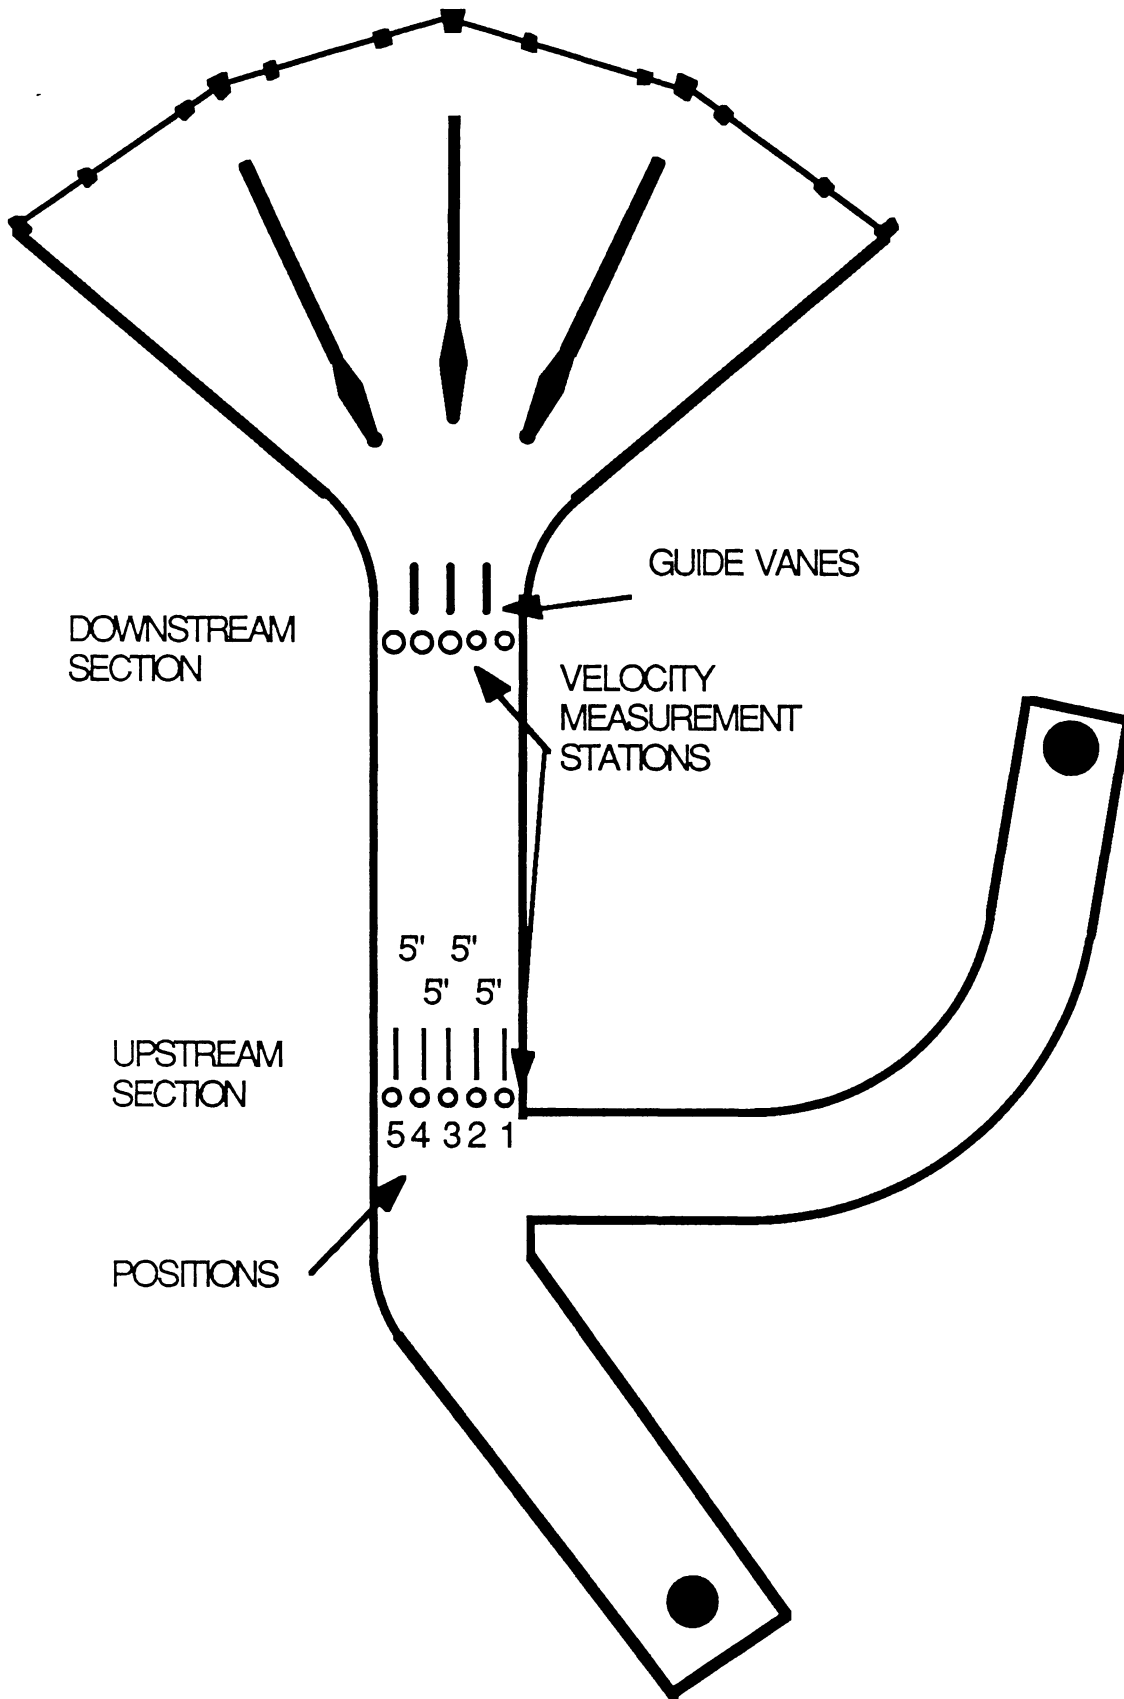 GUIDE VANES
DOWNSTREAM
SECTION
VELOCITY
MEASUREMENT
STATIONS
5" 5"
5" 5"
UPSTREAM
SECTION
5 4 3 2 1
POSITIONS